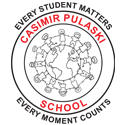 EVERY STUDENT MATTERS
CASIMIR PULASKI
SCHOOL
EVERY MOMENT COUNTS